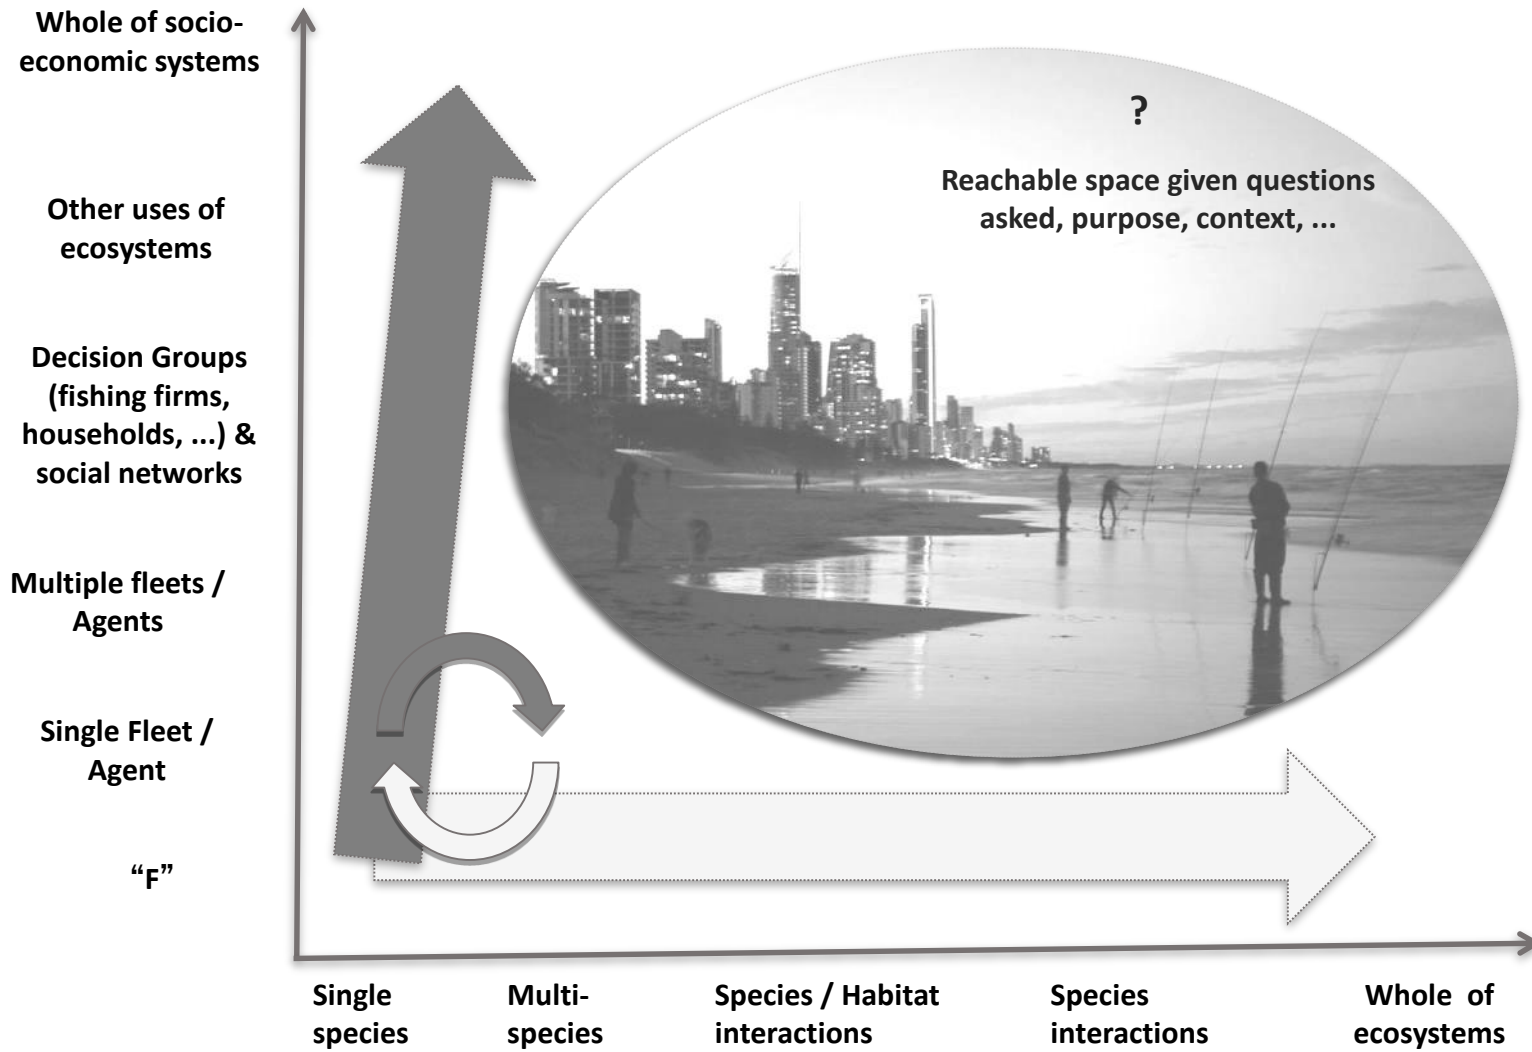 Whole of socio-
economic systems
?
Reachable space given questions
asked, purpose, context, ...
Other uses of
ecosystems
Decision Groups
(fishing firms,
households, ...) &
social networks
Multiple fleets /
Agents
Single Fleet /
Agent
“F”
Single
species
Multi-
species
Species / Habitat
interactions
Species
interactions
Whole of
ecosystems